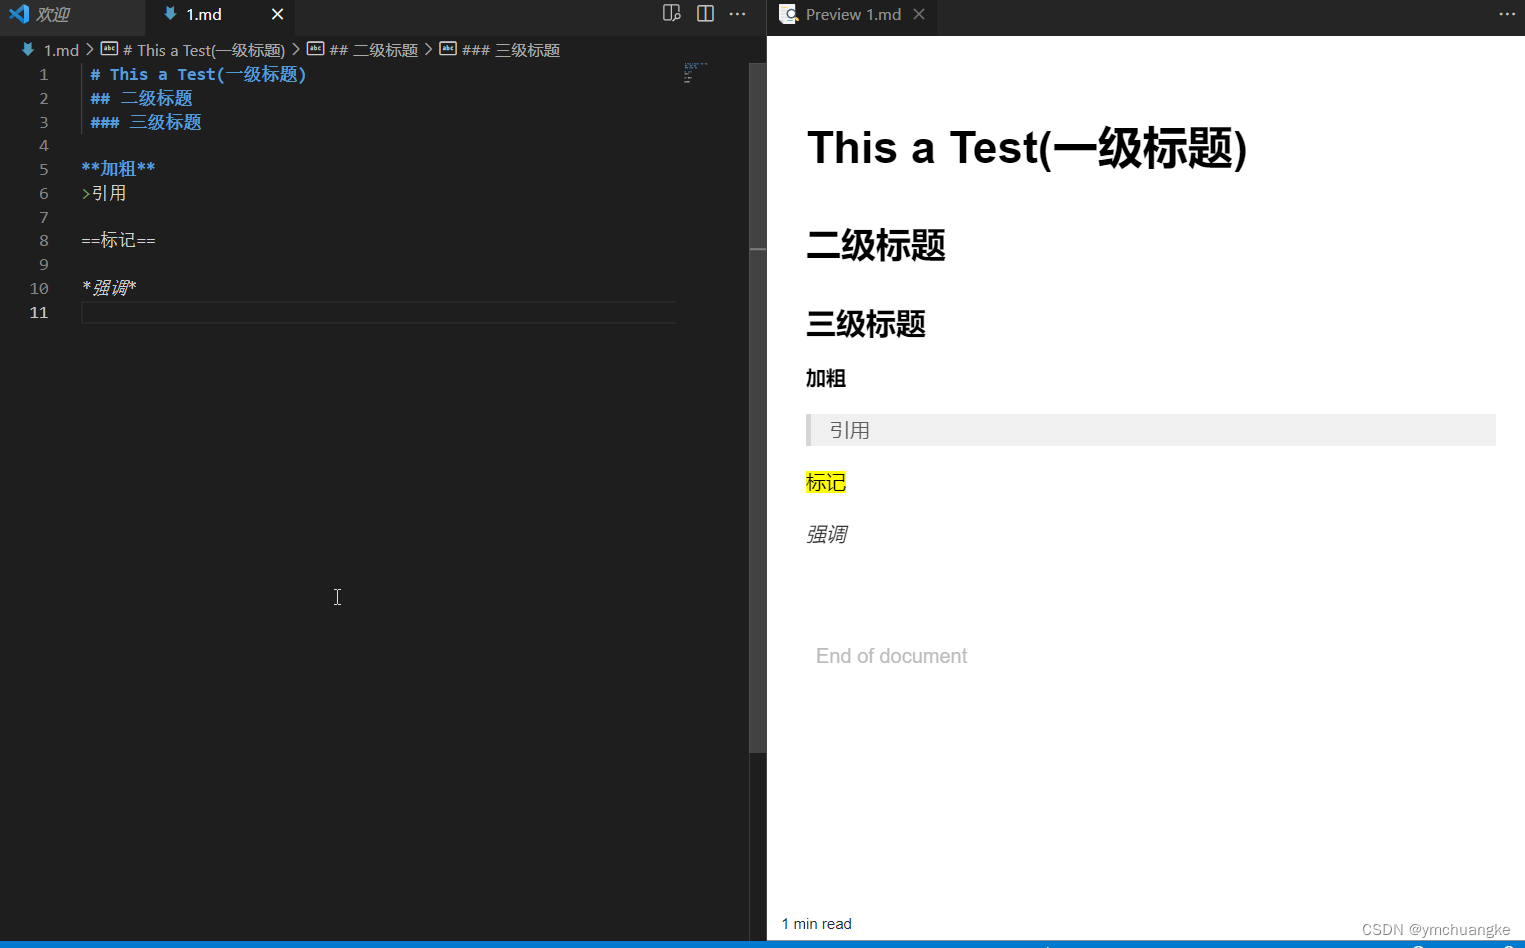 欢迎
1.md
1.md > # This a Test(一级标题) > ## 二级标题 > ### 三级标题
1 # This a Test(一级标题)
2 ## 二级标题
3 ### 三级标题
4
5 **加粗**
6 >引用
7
8 ==标记==
9
10 *强调*
11
Preview 1.md
This a Test(一级标题)
二级标题
三级标题
加粗
引用
标记
强调
End of document
1 min read
CSDN @ymchuangke